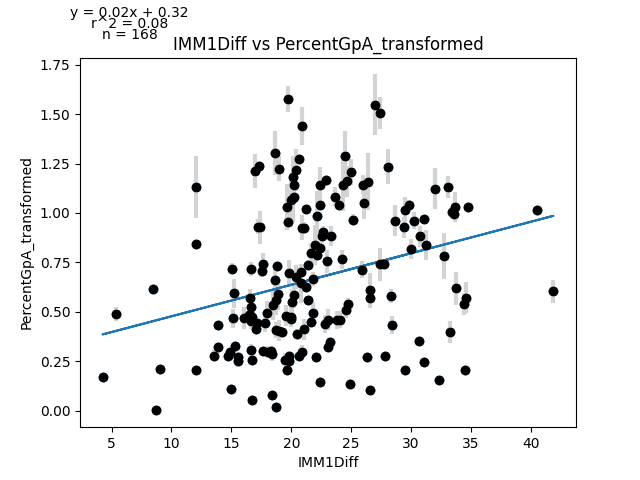 y = 0.02x + 0.32
r^2 = 0.08
n = 168
IMM1Diff vs PercentGpA_transformed
1.75
1.50
1.25
1.00
0.75
0.50
0.25
0.00
PercentGpA_transformed
5 10 15 20 25 30 35 40
IMM1Diff